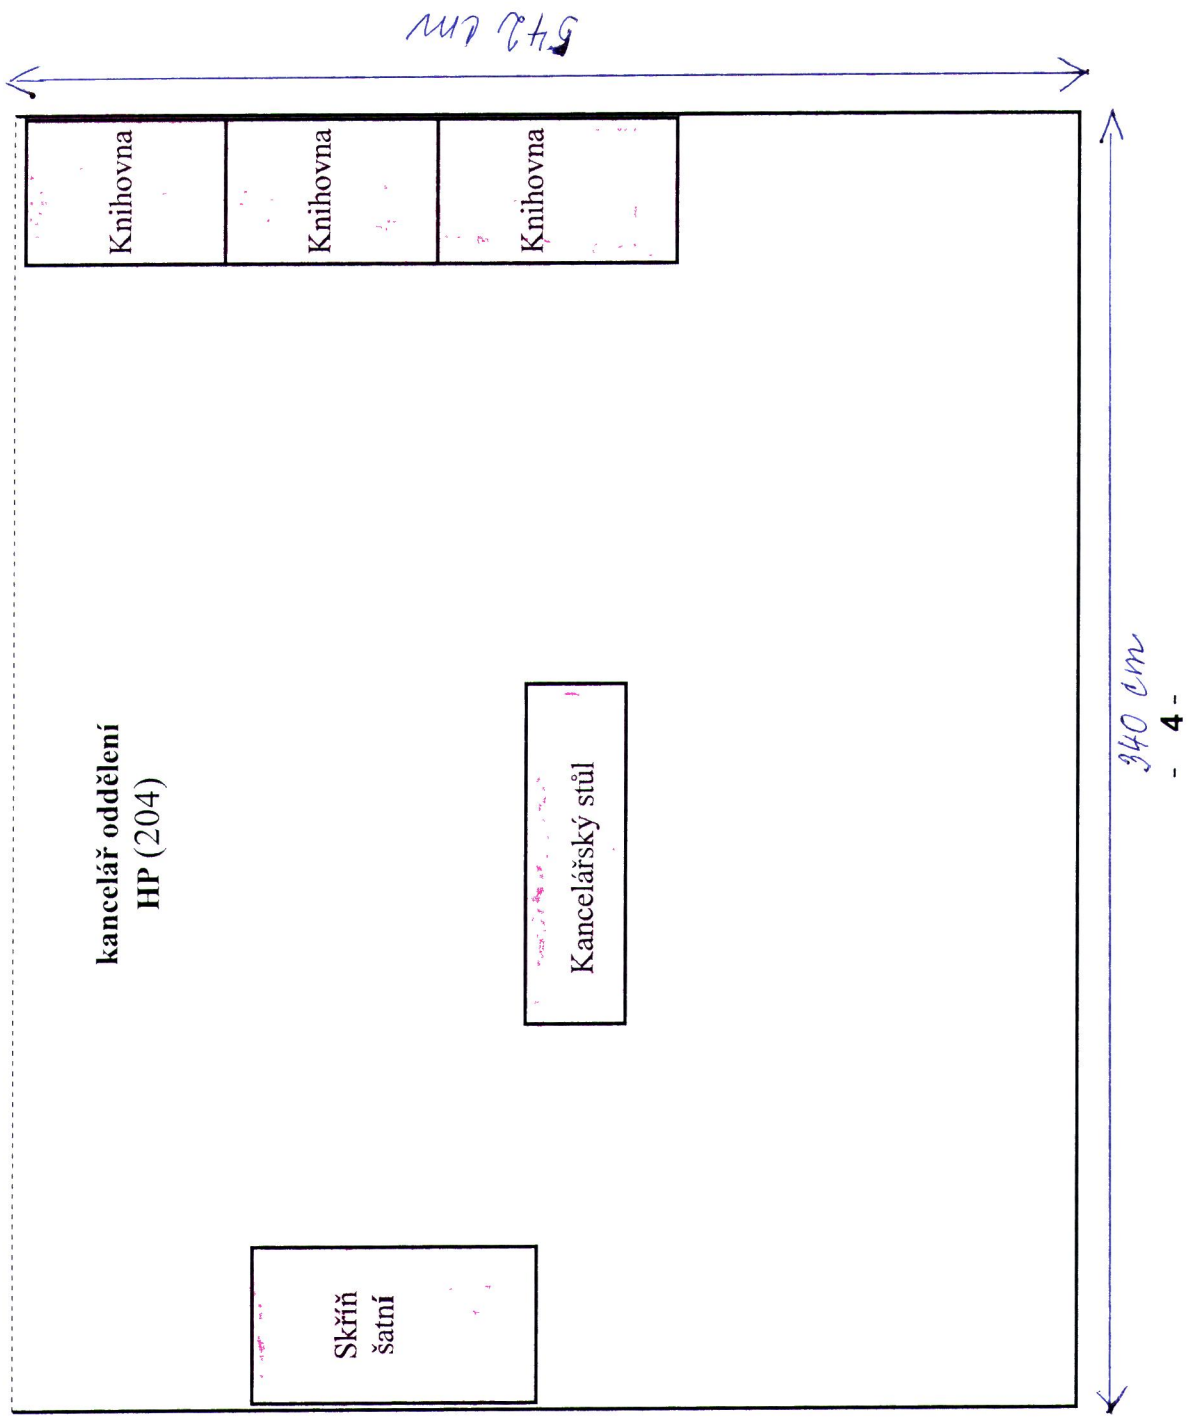 542 cm
Knihovna
Knihovna
Knihovna
kancelář oddělení
HP (204)
Kancelářský stůl
Skříň
šatní
340 cm
- 4 -